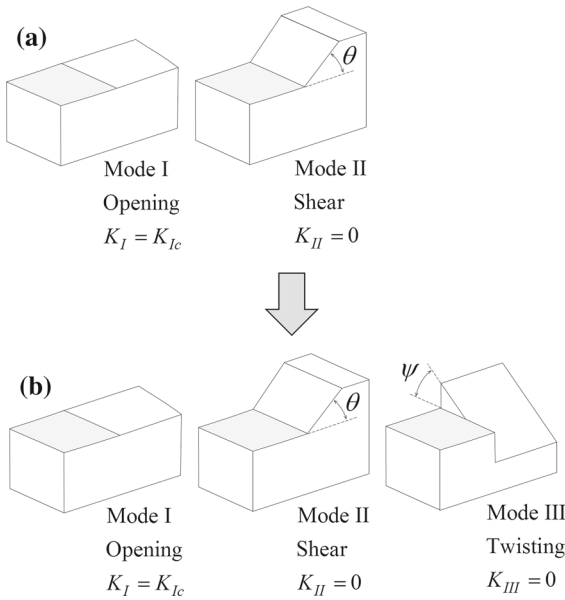 (a)
θ
Mode I
Opening
K_I = K_Ic
Mode II
Shear
K_II = 0
(b)
θ
ψ
Mode I
Opening
K_I = K_Ic
Mode II
Shear
K_II = 0
Mode III
Twisting
K_III = 0